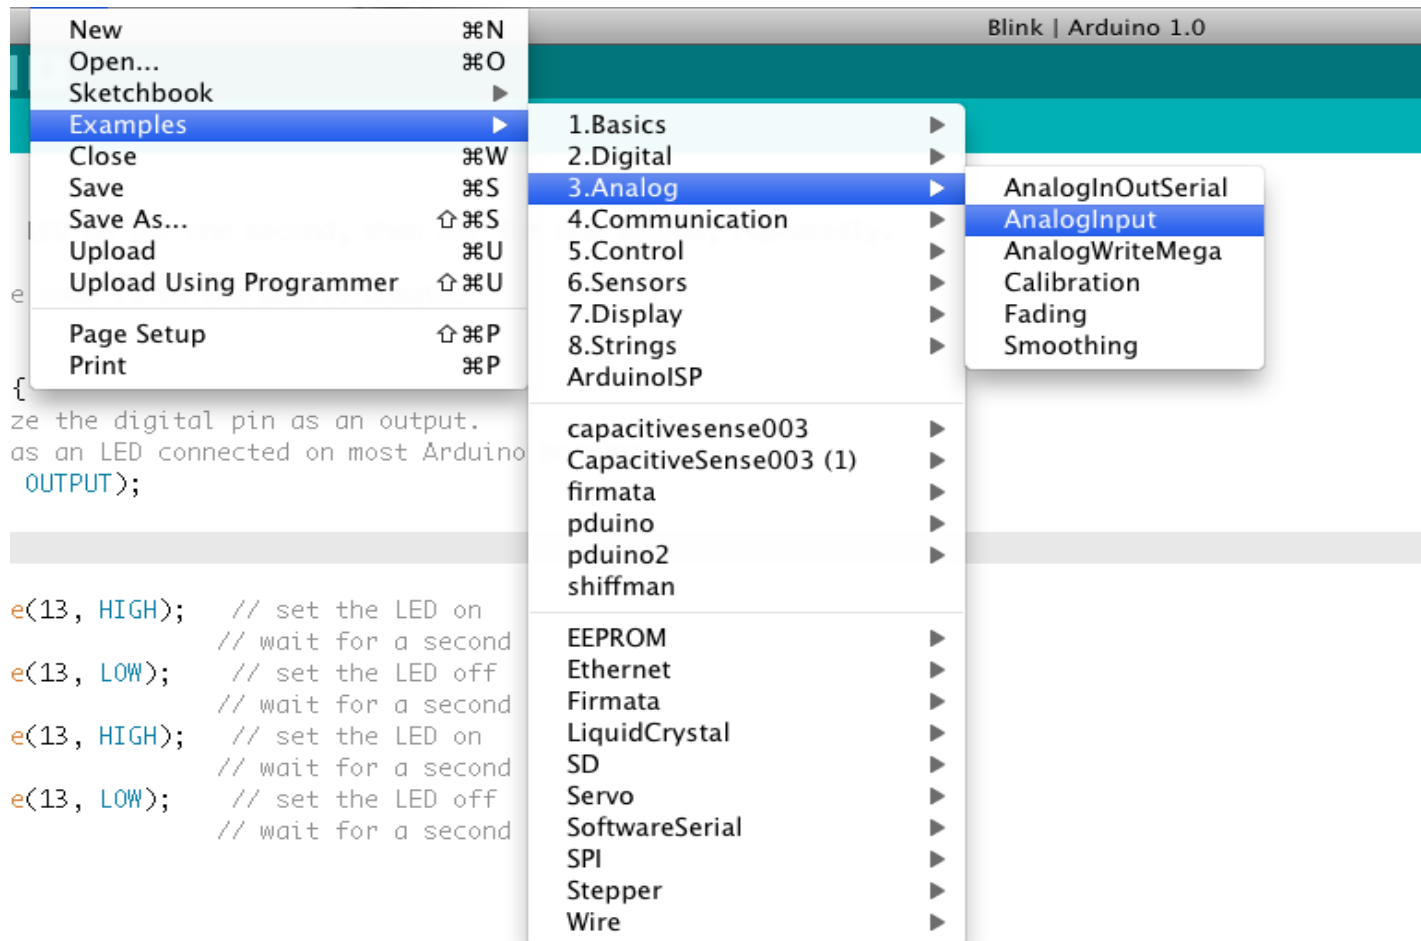 Blink | Arduino 1.0
New ⌘N
Open... ⌘O
Sketchbook
Examples
Close ⌘W
Save ⌘S
Save As... ⇧⌘S
Upload ⌘U
Upload Using Programmer ⇧⌘U
Page Setup ⇧⌘P
Print ⌘P
1.Basics
2.Digital
3.Analog
4.Communication
5.Control
6.Sensors
7.Display
8.Strings
ArduinoISP
capacitivesense003
CapacitiveSense003 (1)
firmata
pduino
pduino2
shiffman
EEPROM
Ethernet
Firmata
LiquidCrystal
SD
Servo
SoftwareSerial
SPI
Stepper
Wire
AnalogInOutSerial
AnalogInput
AnalogWriteMega
Calibration
Fading
Smoothing
e
{
ze the digital pin as an output.
as an LED connected on most Arduino
OUTPUT);
e(13, HIGH); // set the LED on
// wait for a second
e(13, LOW); // set the LED off
// wait for a second
e(13, HIGH); // set the LED on
// wait for a second
e(13, LOW); // set the LED off
// wait for a second